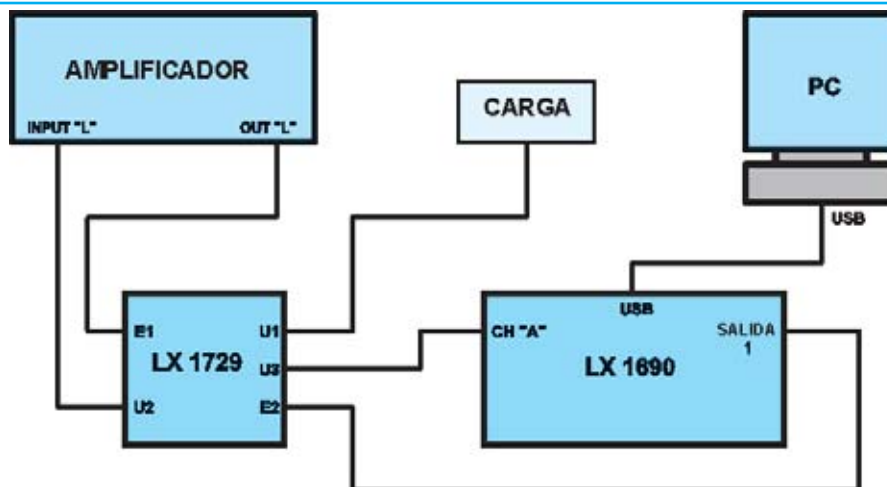 AMPLIFICADOR
INPUT "L"
OUT "L"
CARGA
PC
USB
E1
U1
LX 1729
U3
U2
E2
USB
CH "A"
SALIDA
1
LX 1690